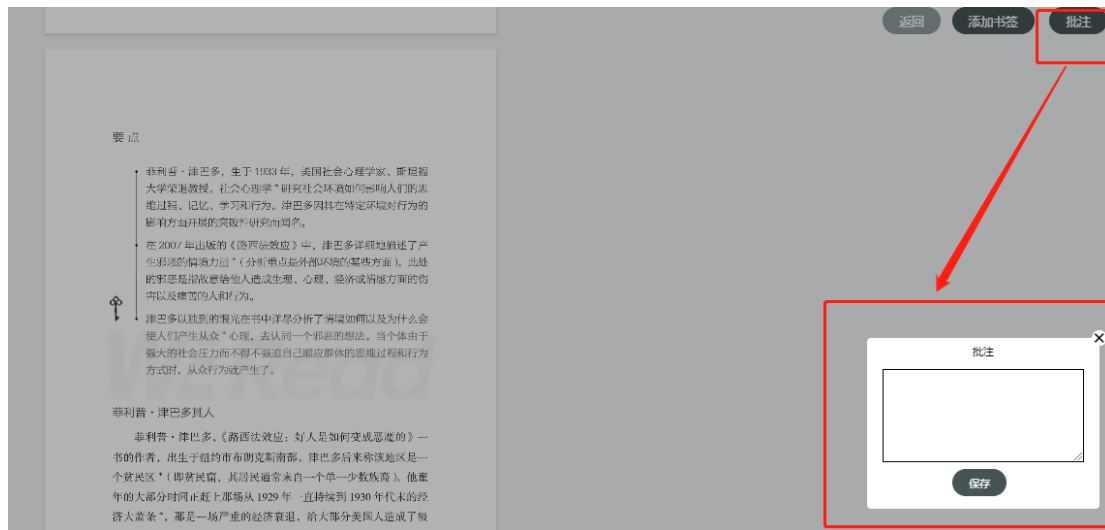 返回 添加书签 批注
要点
菲利普·津巴多，生于 1933 年，美国社会心理学家、斯坦福
大学荣退教授。社会心理学*研究社会环境如何影响人们的思
维过程、记忆、学习和行为。津巴多因其在特定环境对行为的
影响方面开展的突破性研究而闻名。
在 2007 年出版的《路西法效应》中，津巴多详细地描述了产
生邪恶的情境力量*（分析重点是外部环境的某些方面）。此处
的邪恶是指故意给他人造成生理、心理、经济或情感方面的伤
害以及痛苦的人和行为。
津巴多以独到的眼光在书中详尽分析了情境如何以及为什么会
使人们产生从众*心理，去认同一个邪恶的想法。当个体由于
强大的社会压力而不得不强迫自己顺应群体的思维过程和行为
方式时，从众行为就产生了。
WeRead
菲利普·津巴多其人
菲利普·津巴多，《路西法效应：好人是如何变成恶魔的》一
书的作者，出生于纽约市布朗克斯南部，津巴多后来称该地区是一
个贫民区*（即贫民窟，其居民通常来自一个单一少数族裔）。他童
年的大部分时间正赶上那场从 1929 年一直持续到 1930 年代末的经
济大萧条*，那是一场严重的经济衰退，给大部分美国人造成了极
批注
保存